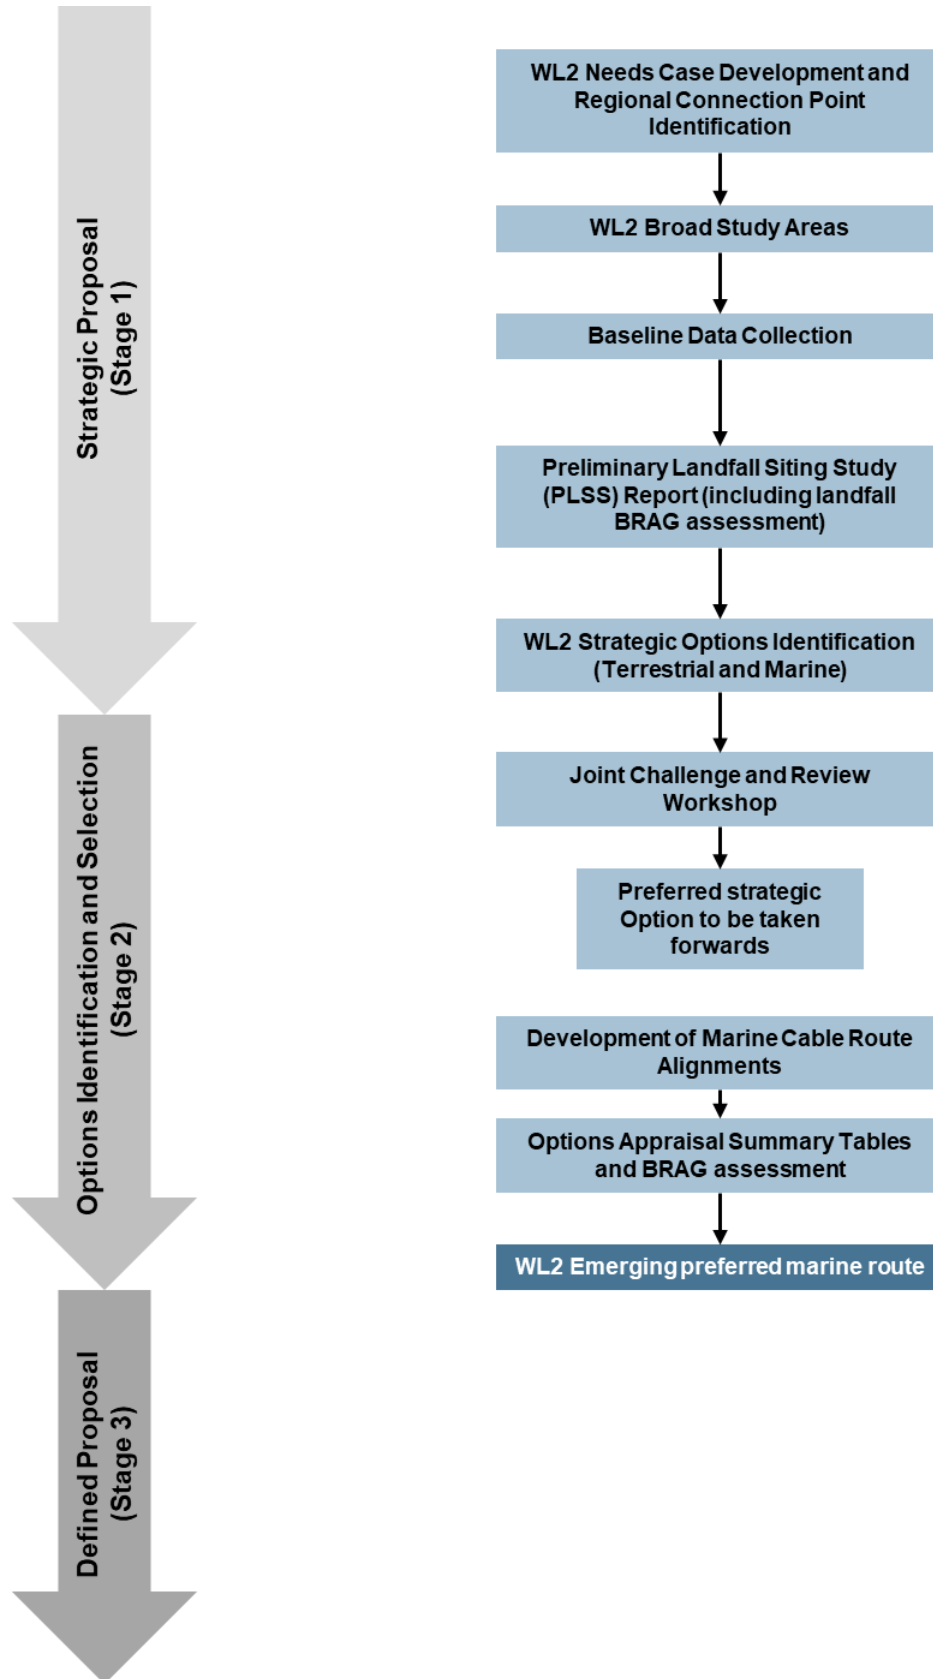 Strategic Proposal
(Stage 1)
Options Identification and Selection
(Stage 2)
Defined Proposal
(Stage 3)
WL2 Needs Case Development and
Regional Connection Point
Identification
WL2 Broad Study Areas
Baseline Data Collection
Preliminary Landfall Siting Study
(PLSS) Report (including landfall
BRAG assessment)
WL2 Strategic Options Identification
(Terrestrial and Marine)
Joint Challenge and Review
Workshop
Preferred strategic
Option to be taken
forwards
Development of Marine Cable Route
Alignments
Options Appraisal Summary Tables
and BRAG assessment
WL2 Emerging preferred marine route